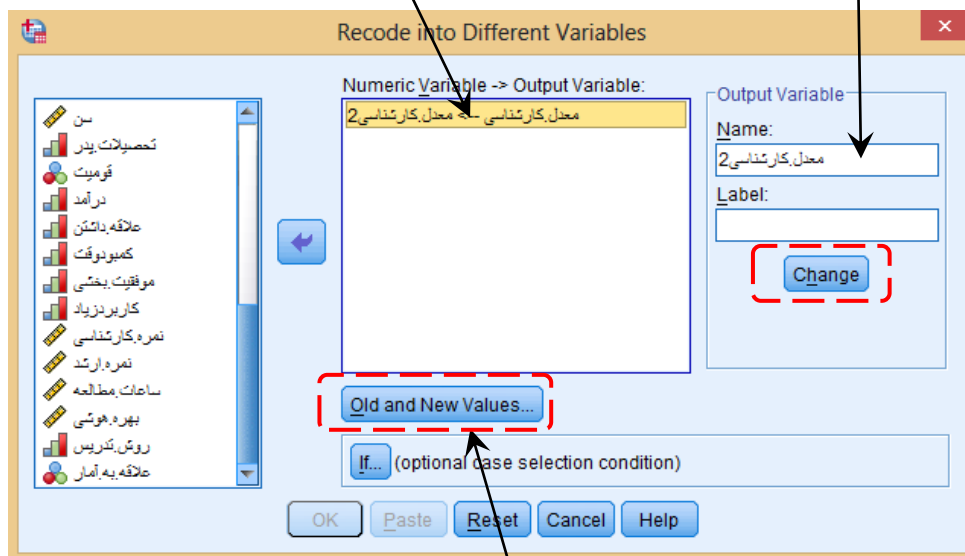 Recode into Different Variables
Numeric Variable -> Output Variable:
معدل.کارشناسی --> معدل.کارشناسی2
سن
تحصیلات.پدر
قومیت
درآمد
علاقه.داشتن
کمبودوقت
موفقیت.بخشی
کاربردزیاد
نمره.کارشناسی
نمره.ارشد
ساعات.مطالعه
بهره.هوشی
روش.تدریس
علاقه.به.آمار
Output Variable
Name:
معدل.کارشناسی2
Label:
Change
Old and New Values...
If... (optional case selection condition)
OK Paste Reset Cancel Help